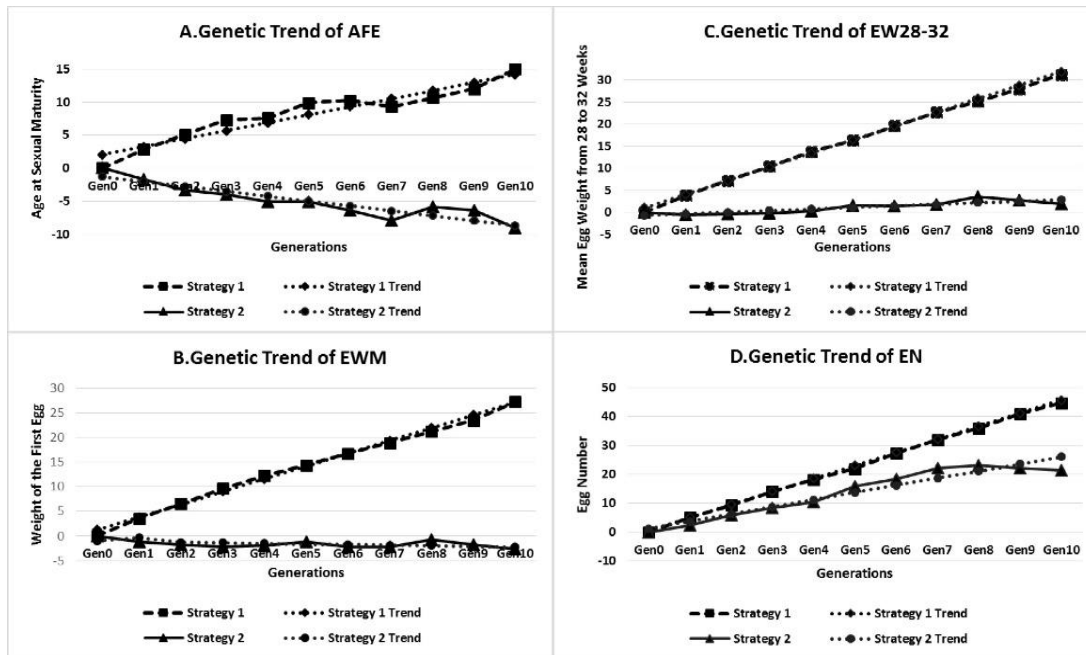 A.Genetic Trend of AFE
Age at Sexual Maturity
15
10
5
0
-5
-10
Gen0 Gen1 Gen2 Gen3 Gen4 Gen5 Gen6 Gen7 Gen8 Gen9 Gen10
Generations
Strategy 1 Strategy 1 Trend
Strategy 2 Strategy 2 Trend
C.Genetic Trend of EW28-32
Mean Egg Weight from 28 to 32 Weeks
30
25
20
15
10
5
0
-5
Gen0 Gen1 Gen2 Gen3 Gen4 Gen5 Gen6 Gen7 Gen8 Gen9 Gen10
Generations
Strategy 1 Strategy 1 Trend
Strategy 2 Strategy 2 Trend
B.Genetic Trend of EWM
Weight of the First Egg
30
25
20
15
10
5
0
-5
Gen0 Gen1 Gen2 Gen3 Gen4 Gen5 Gen6 Gen7 Gen8 Gen9 Gen10
Generations
Strategy 1 Strategy 1 Trend
Strategy 2 Strategy 2 Trend
D.Genetic Trend of EN
Egg Number
50
40
30
20
10
0
-10
Gen0 Gen1 Gen2 Gen3 Gen4 Gen5 Gen6 Gen7 Gen8 Gen9 Gen10
Generations
Strategy 1 Strategy 1 Trend
Strategy 2 Strategy 2 Trend